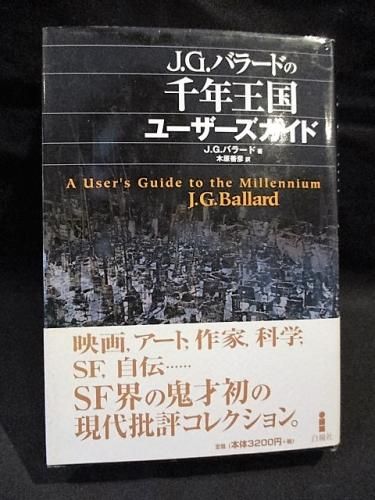 J.G.バラードの
千年王国
ユーザーズガイド
J.G.バラード 著
木原善彦 訳
A User's Guide to the Millennium
J.G.Ballard
映画,アート,作家,科学,
SF,自伝……
SF界の鬼才初の
現代批評コレクション。
定価(本体3200円+税)
白揚社